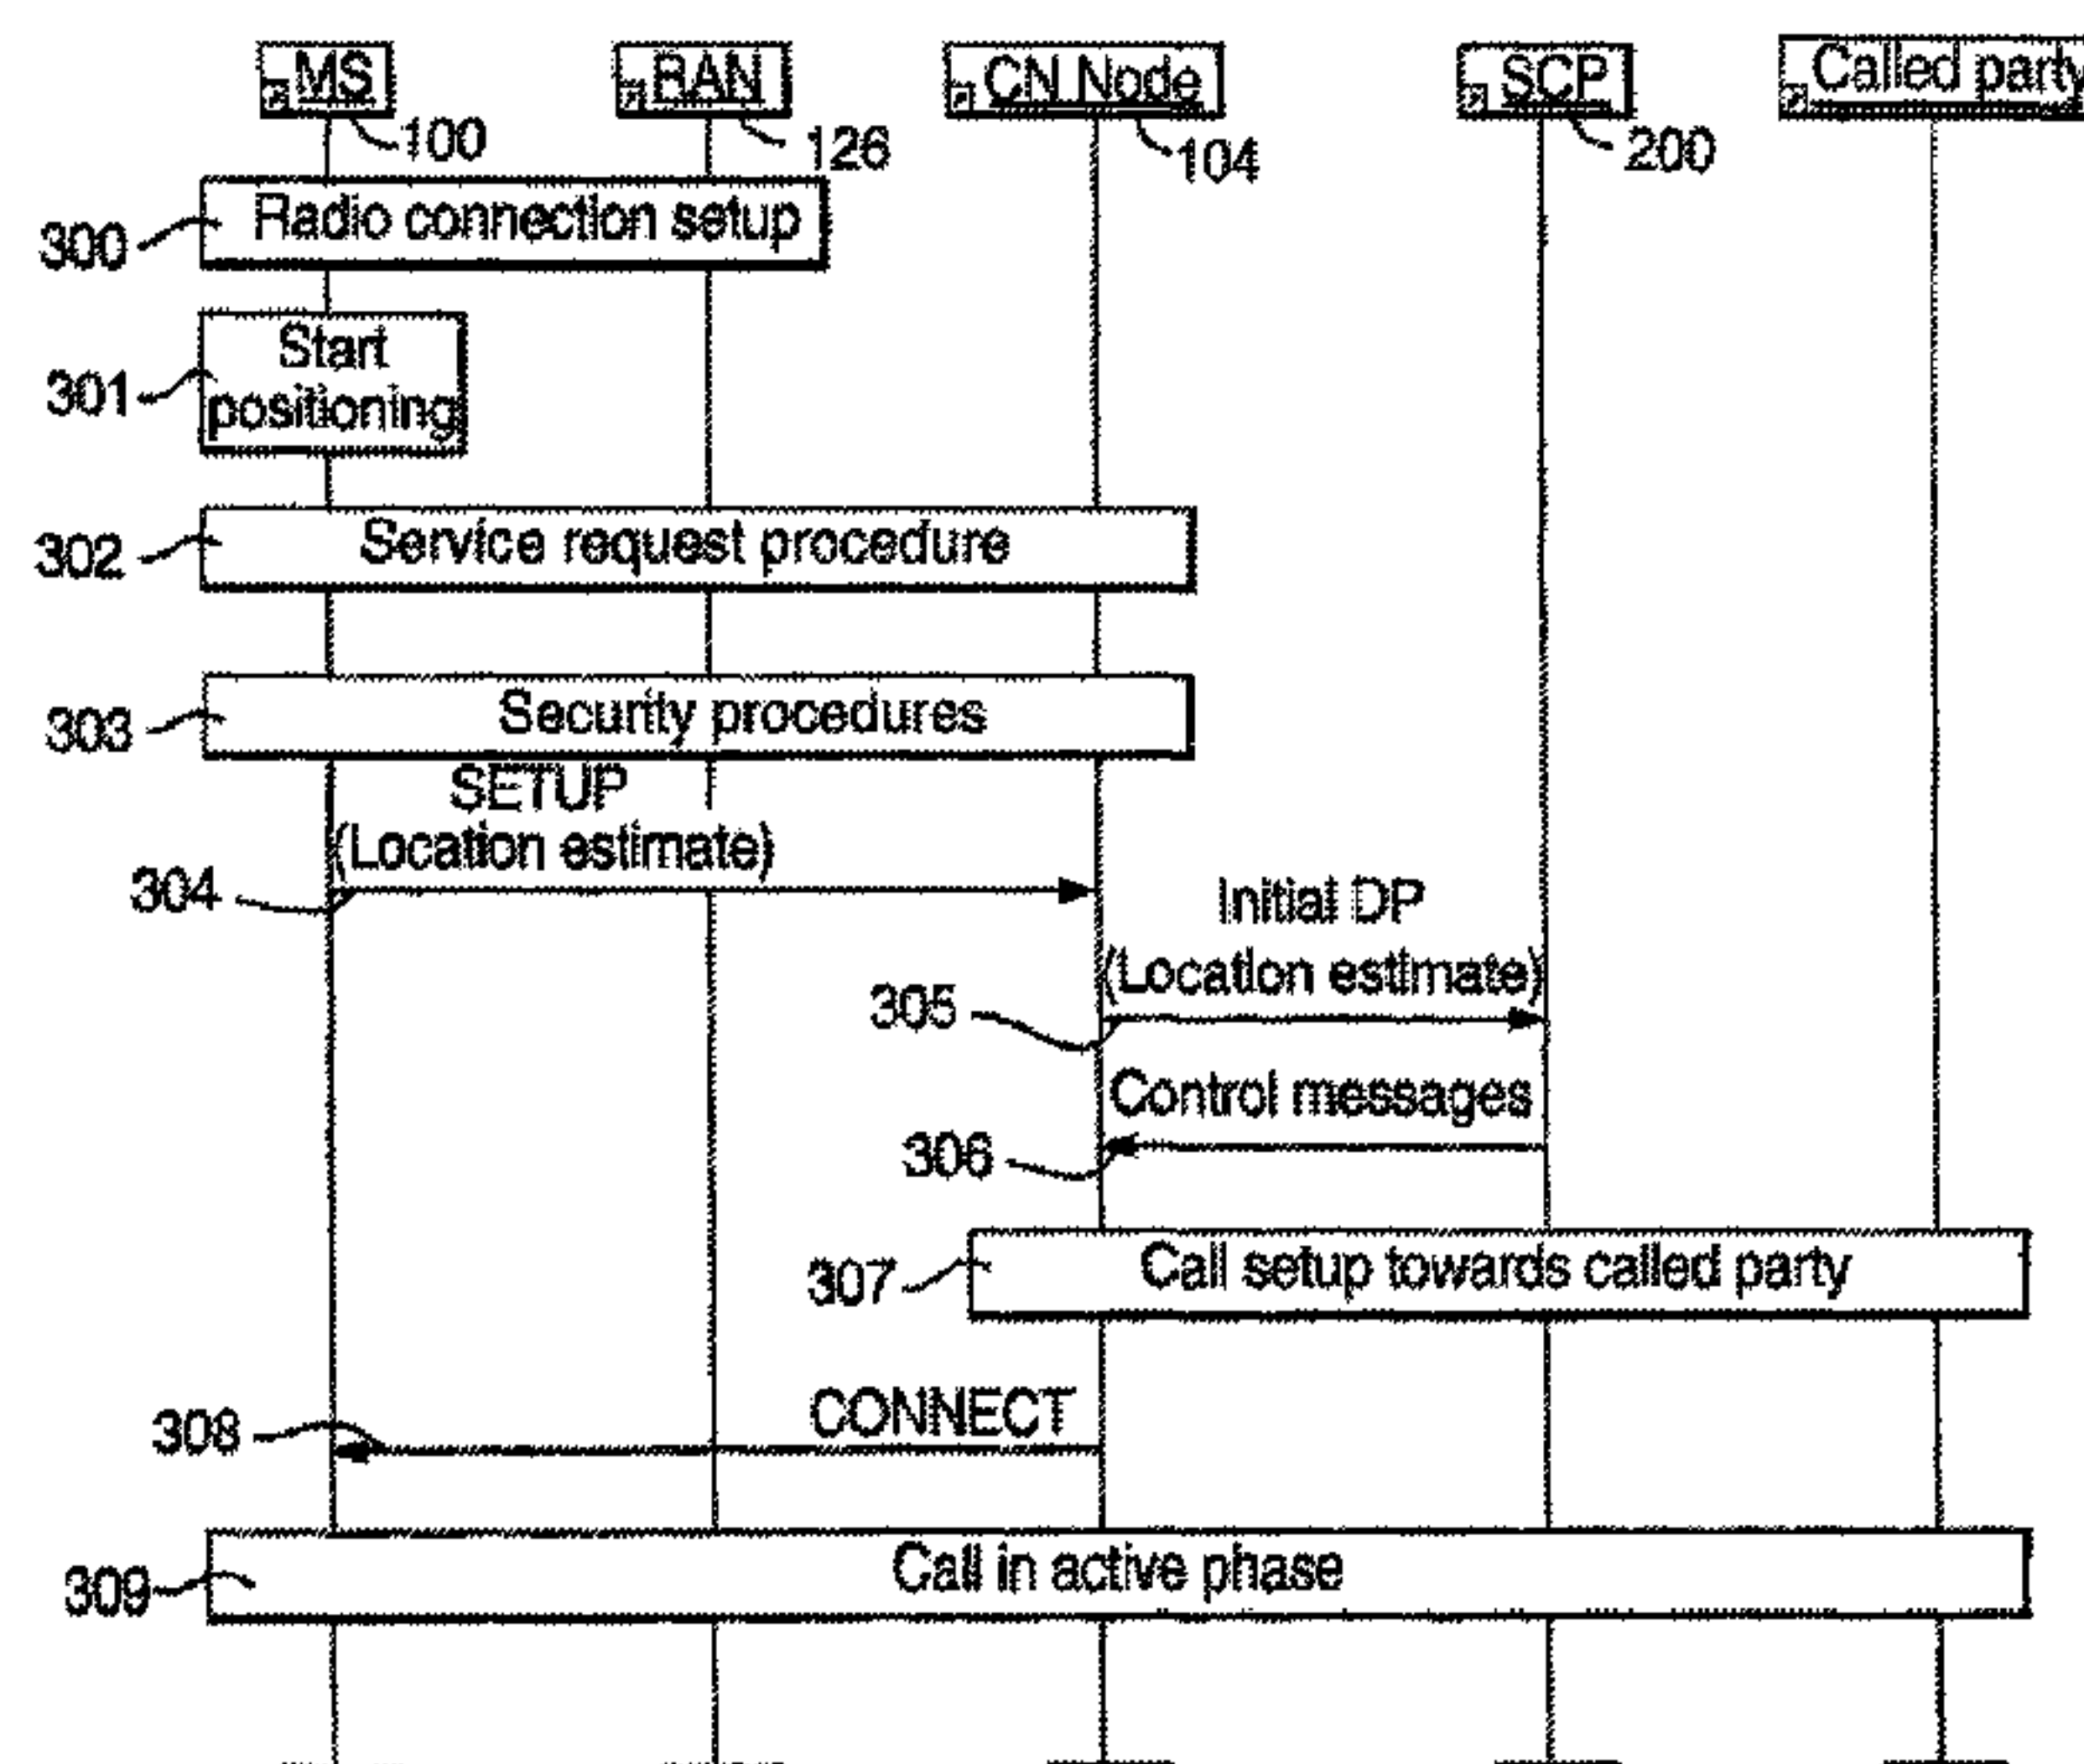 MS
RAN
CN Node
SCP
Called party
100
126
104
200
300
Radio connection setup
301
Start
positioning
302
Service request procedure
303
Security procedures
SETUP
(Location estimate)
304
Initial DP
(Location estimate)
305
Control messages
306
307
Call setup towards called party
CONNECT
308
309
Call in active phase